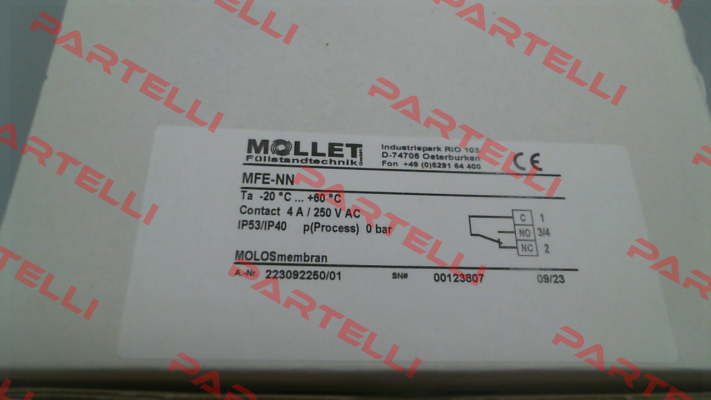 MOLLET
Füllstandtechnik GmbH
Industriepark RIO 103
D-74706 Osterburken
Fon +49 (0)6291 64 400
CE
MFE-NN
Ta -20 °C ... +60 °C
Contact 4 A / 250 V AC
IP53/IP40 p(Process) 0 bar
C 1
NO 3/4
NC 2
MOLOSmembran
A.-Nr 223092250/01 SN# 00123807 09/23
PARTELLI
PARTELLI
PARTELLI
PARTELLI
PARTELLI
PARTELLI